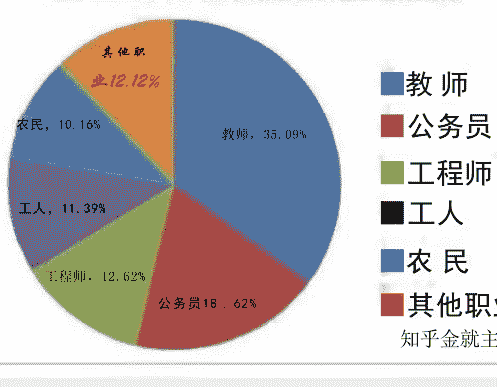 其他职
业12.12%
农民，10.16%
教师，35.09%
工人，11.39%
工程师，12.62%
公务员18．62%
教 师
公务员
工程师
工人
农 民
其他职业
知乎金就主